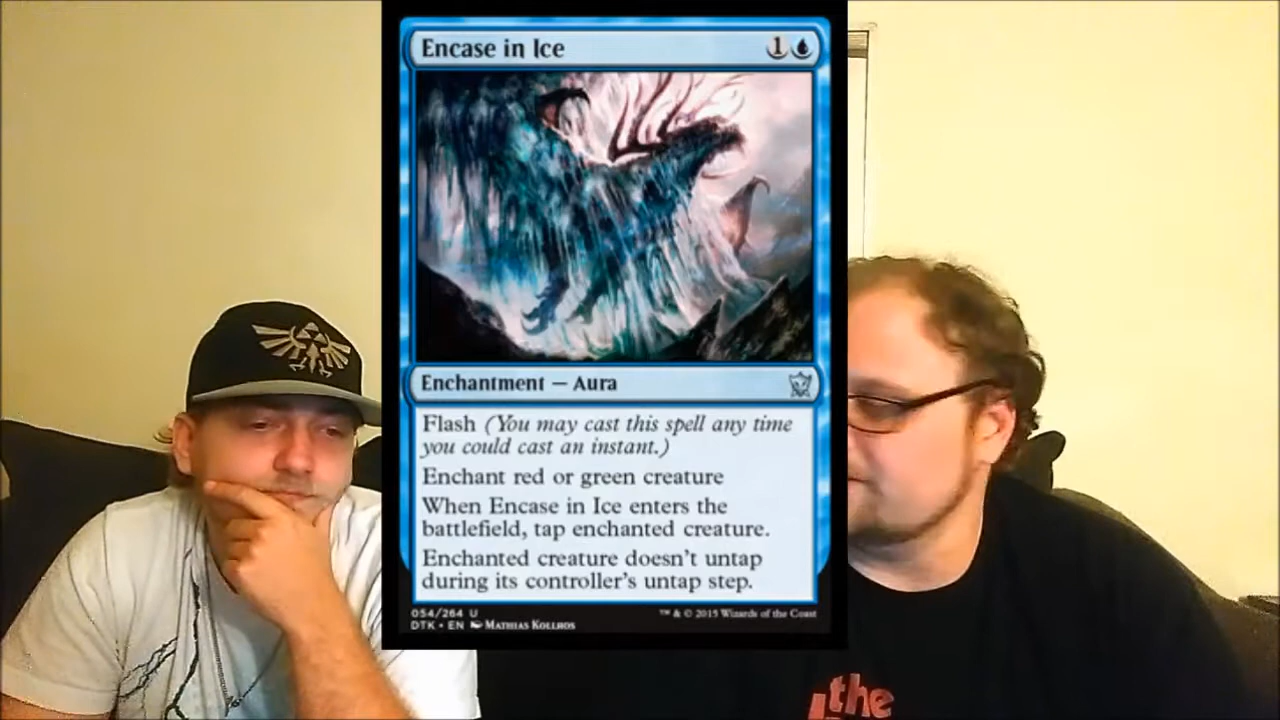 Encase in Ice 1
Enchantment — Aura
Flash (You may cast this spell any time
you could cast an instant.)
Enchant red or green creature
When Encase in Ice enters the
battlefield, tap enchanted creature.
Enchanted creature doesn't untap
during its controller's untap step.
054/264 U
DTK • EN Mathias Kollros
™ & © 2015 Wizards of the Coast
the